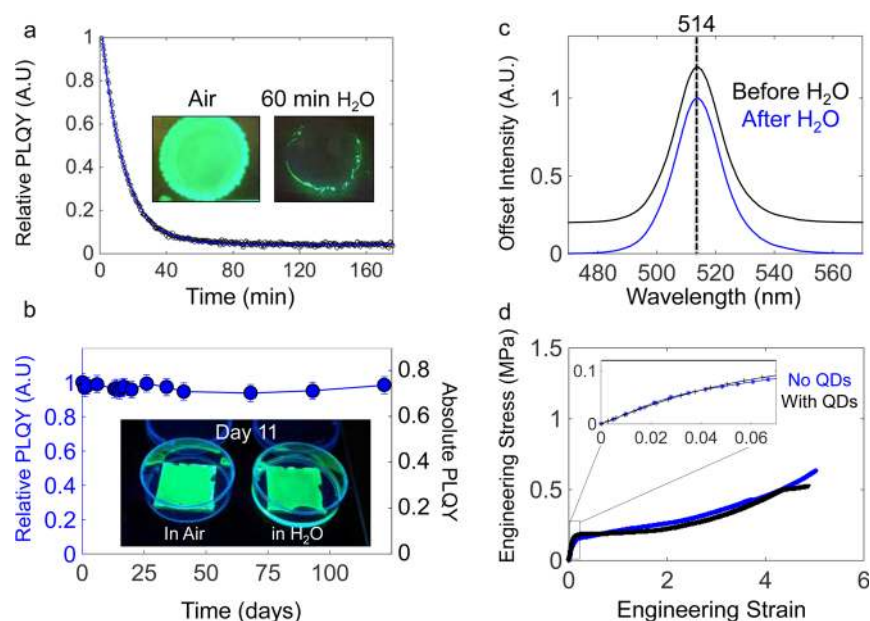 a
Relative PLQY (A.U)
1
0.8
0.6
0.4
0.2
0
Air
60 min H₂O
0 40 80 120 160
Time (min)
b
Relative PLQY (A.U)
1
0.8
0.6
0.4
0.2
0
Day 11
In Air
in H₂O
0.8
0.6
0.4
0.2
0.0
Absolute PLQY
0 25 50 75 100
Time (days)
c
514
Offset Intensity (A.U.)
1
0.5
0
Before H₂O
After H₂O
480 500 520 540 560
Wavelength (nm)
d
Engineering Stress (MPa)
1.5
1
0.5
0
0.1
0
0 0.02 0.04 0.06
No QDs
With QDs
0 2 4 6
Engineering Strain